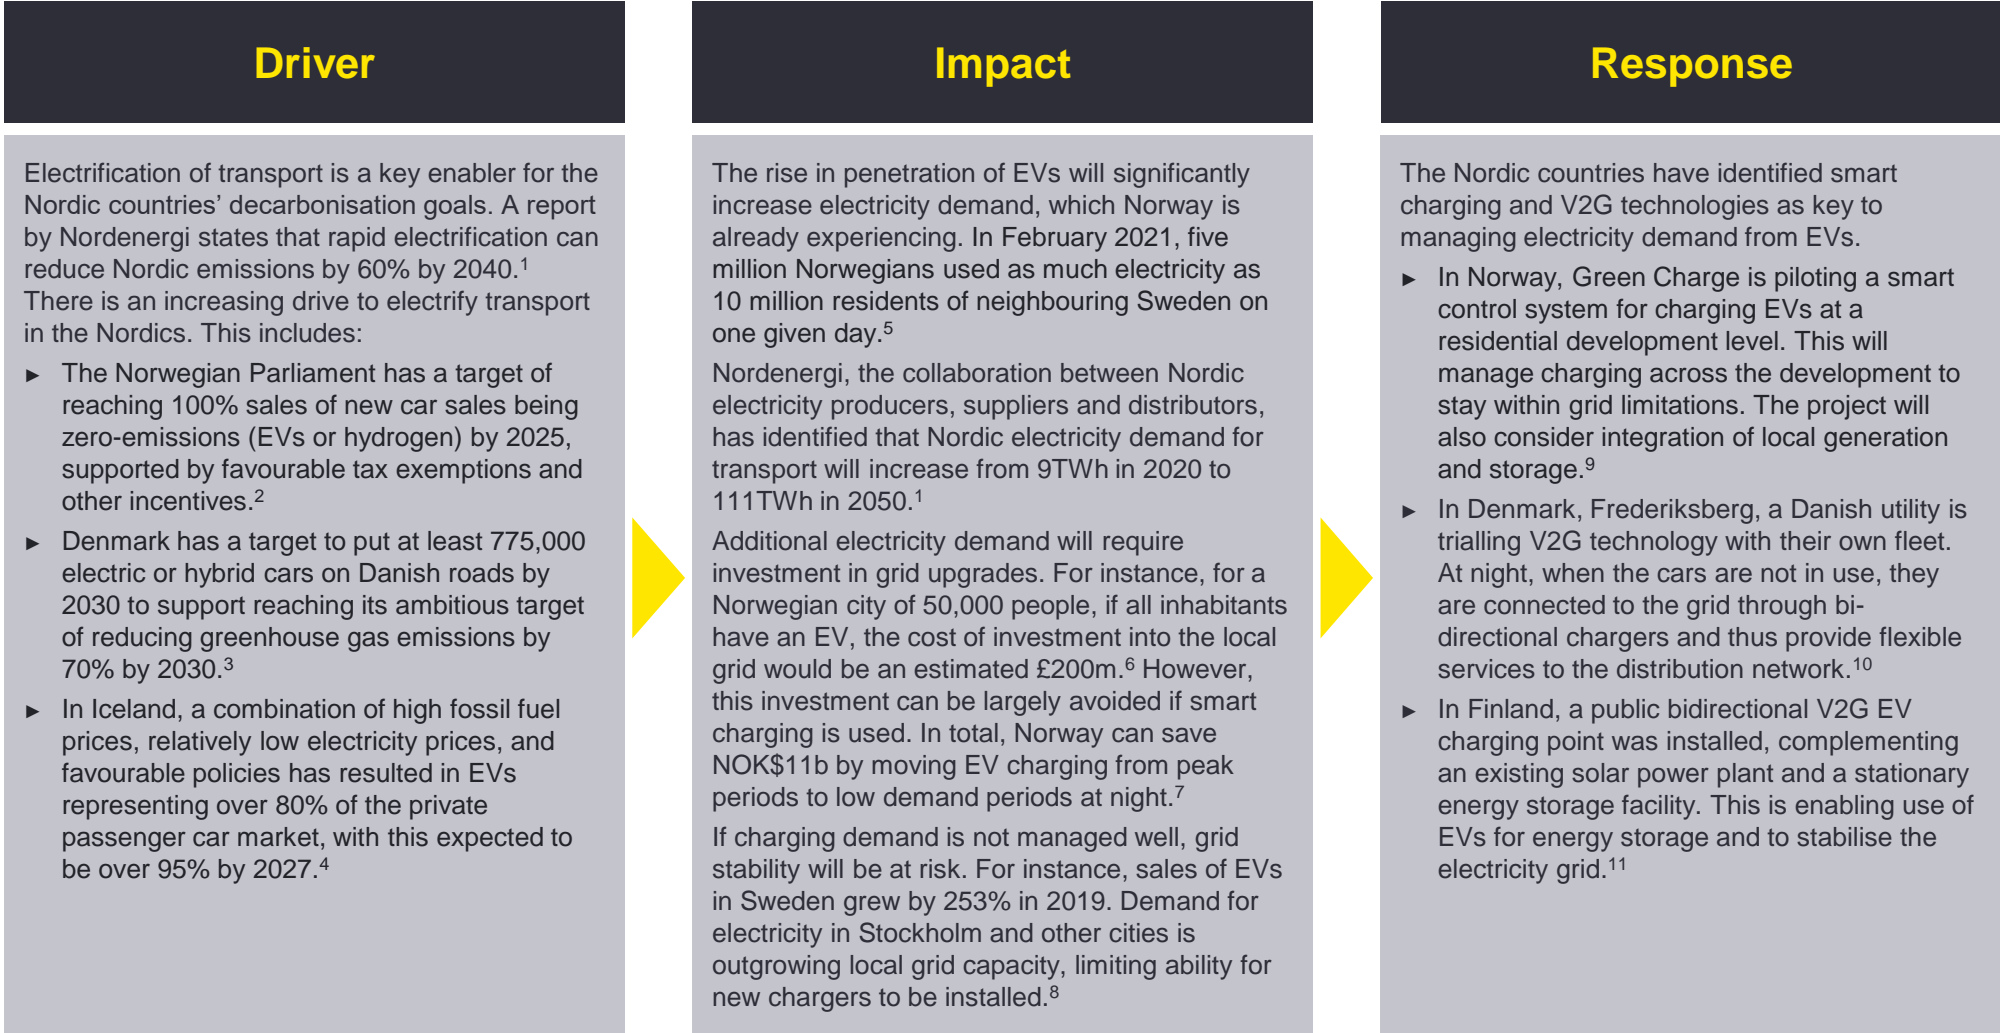 Driver
Electrification of transport is a key enabler for the
Nordic countries’ decarbonisation goals. A report
by Nordenergi states that rapid electrification can
reduce Nordic emissions by 60% by 2040.1
There is an increasing drive to electrify transport
in the Nordics. This includes:
► The Norwegian Parliament has a target of
reaching 100% sales of new car sales being
zero-emissions (EVs or hydrogen) by 2025,
supported by favourable tax exemptions and
other incentives.2
► Denmark has a target to put at least 775,000
electric or hybrid cars on Danish roads by
2030 to support reaching its ambitious target
of reducing greenhouse gas emissions by
70% by 2030.3
► In Iceland, a combination of high fossil fuel
prices, relatively low electricity prices, and
favourable policies has resulted in EVs
representing over 80% of the private
passenger car market, with this expected to
be over 95% by 2027.4
Impact
The rise in penetration of EVs will significantly
increase electricity demand, which Norway is
already experiencing. In February 2021, five
million Norwegians used as much electricity as
10 million residents of neighbouring Sweden on
one given day.5
Nordenergi, the collaboration between Nordic
electricity producers, suppliers and distributors,
has identified that Nordic electricity demand for
transport will increase from 9TWh in 2020 to
111TWh in 2050.1
Additional electricity demand will require
investment in grid upgrades. For instance, for a
Norwegian city of 50,000 people, if all inhabitants
have an EV, the cost of investment into the local
grid would be an estimated £200m.6 However,
this investment can be largely avoided if smart
charging is used. In total, Norway can save
NOK$11b by moving EV charging from peak
periods to low demand periods at night.7
If charging demand is not managed well, grid
stability will be at risk. For instance, sales of EVs
in Sweden grew by 253% in 2019. Demand for
electricity in Stockholm and other cities is
outgrowing local grid capacity, limiting ability for
new chargers to be installed.8
Response
The Nordic countries have identified smart
charging and V2G technologies as key to
managing electricity demand from EVs.
► In Norway, Green Charge is piloting a smart
control system for charging EVs at a
residential development level. This will
manage charging across the development to
stay within grid limitations. The project will
also consider integration of local generation
and storage.9
► In Denmark, Frederiksberg, a Danish utility is
trialling V2G technology with their own fleet.
At night, when the cars are not in use, they
are connected to the grid through bi-
directional chargers and thus provide flexible
services to the distribution network.10
► In Finland, a public bidirectional V2G EV
charging point was installed, complementing
an existing solar power plant and a stationary
energy storage facility. This is enabling use of
EVs for energy storage and to stabilise the
electricity grid.11